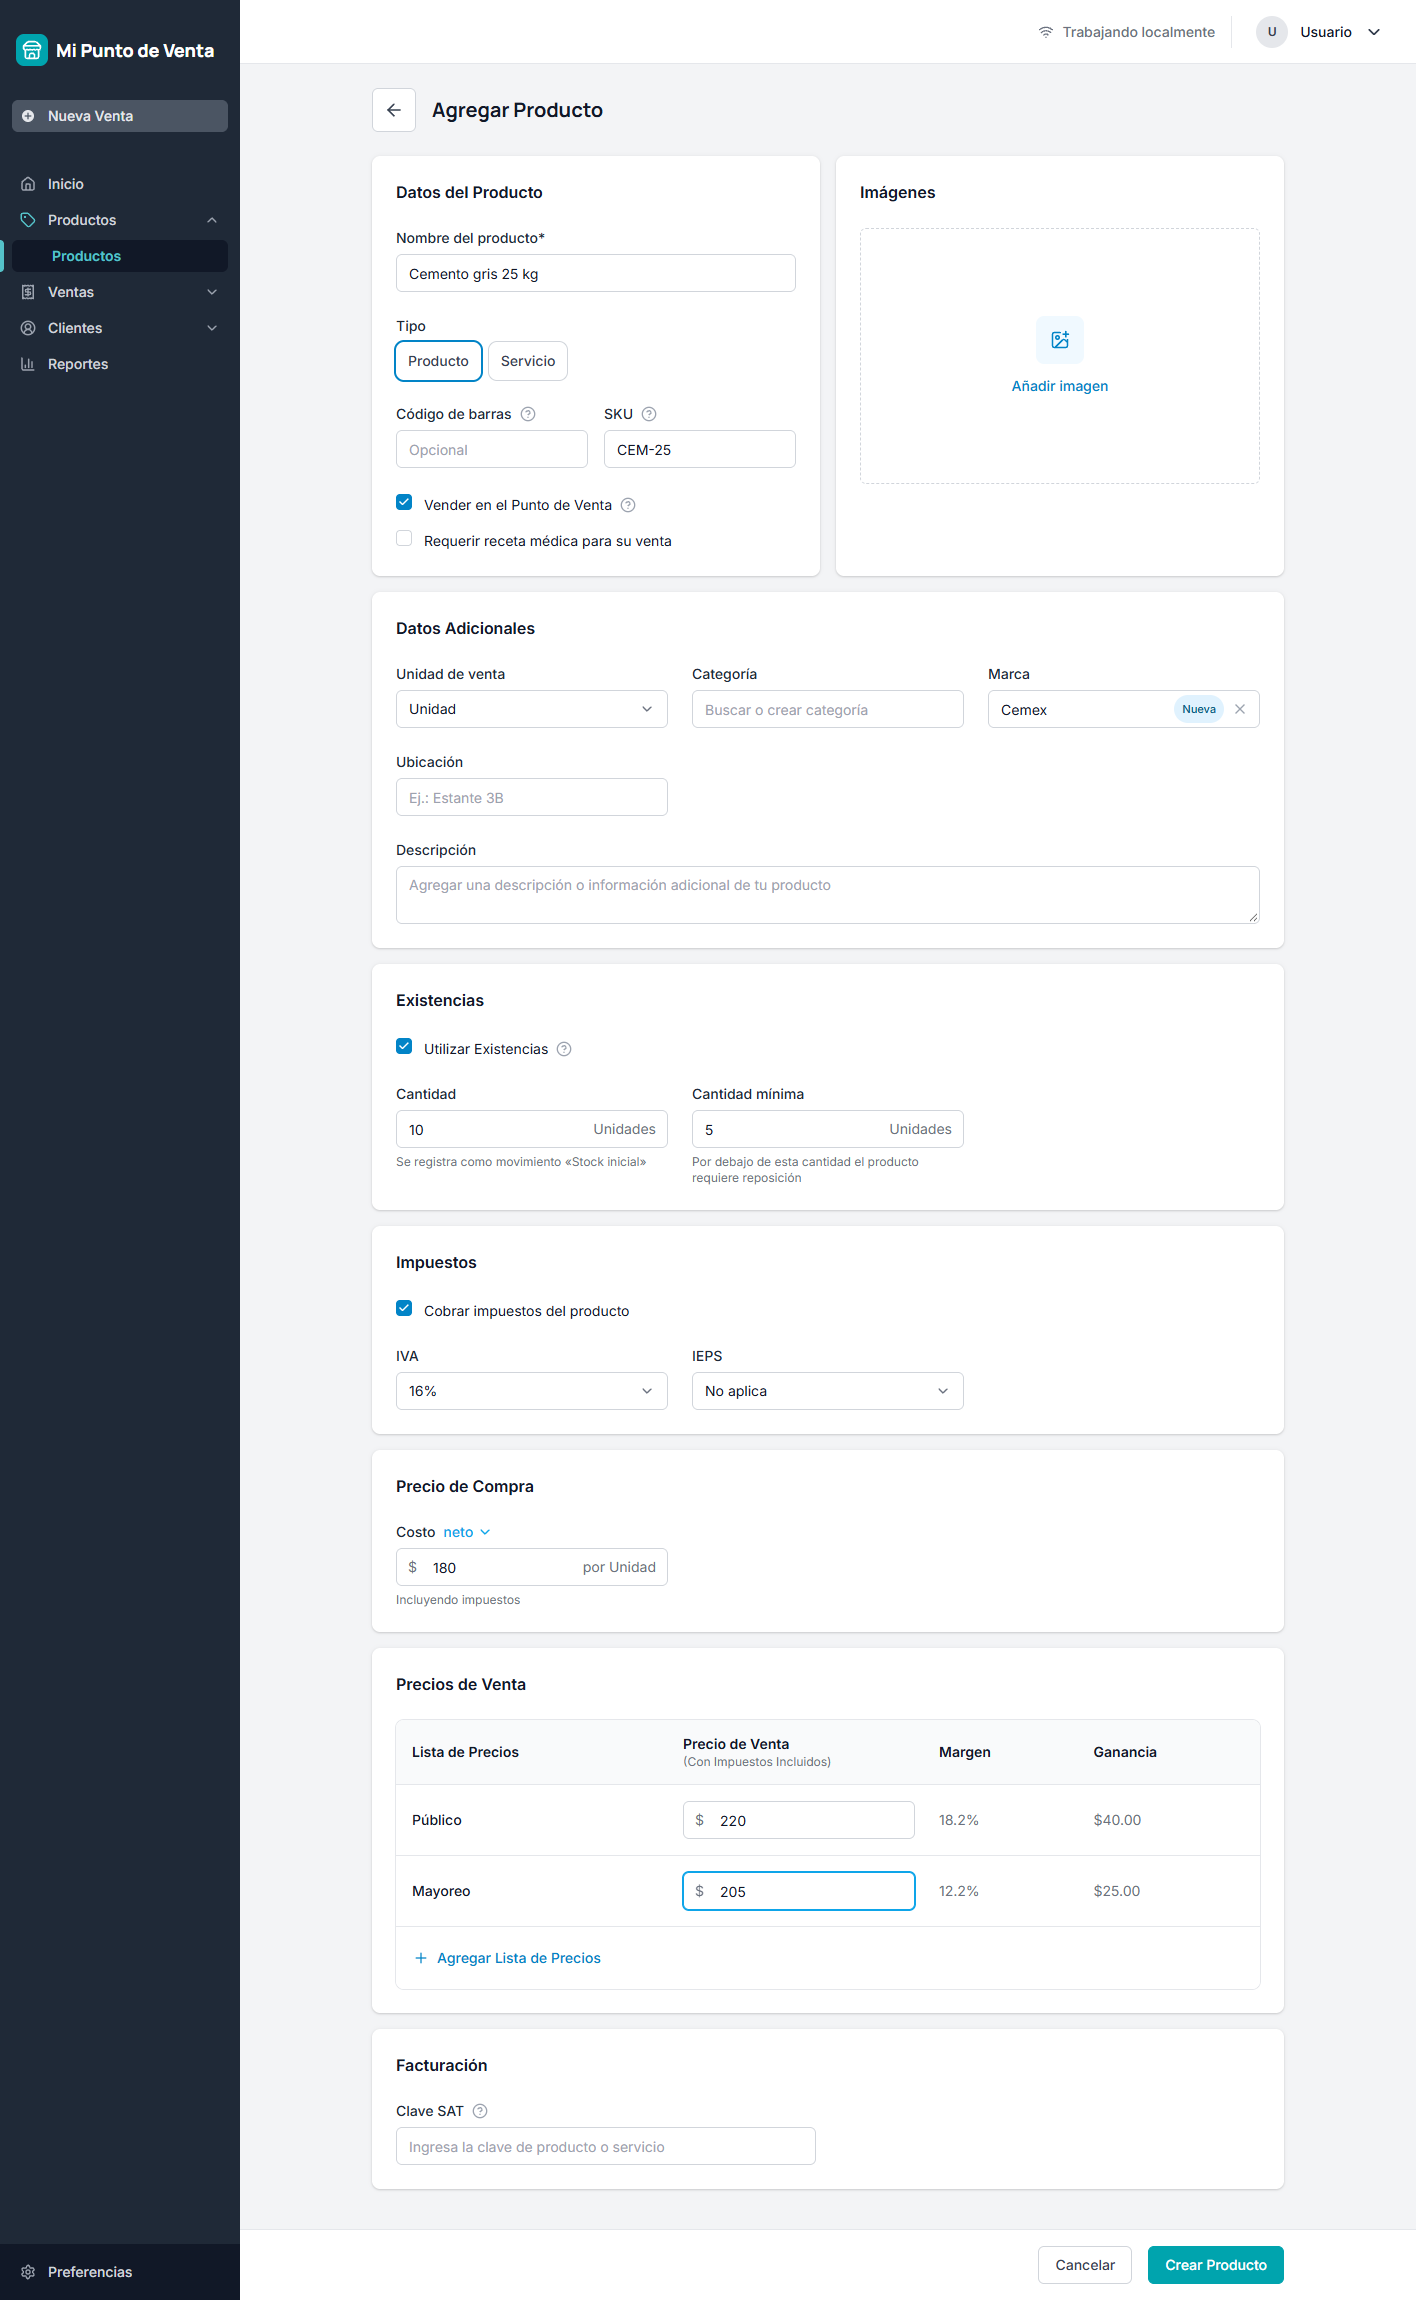 Mi Punto de Venta
Nueva Venta
Inicio
Productos
Productos
Ventas
Clientes
Reportes
Preferencias
Trabajando localmente
U
Usuario
Agregar Producto
Datos del Producto
Nombre del producto*
Cemento gris 25 kg
Tipo
Producto
Servicio
Código de barras
SKU
Opcional
CEM-25
Vender en el Punto de Venta
Requerir receta médica para su venta
Imágenes
Añadir imagen
Datos Adicionales
Unidad de venta
Categoría
Marca
Unidad
Buscar o crear categoría
Cemex
Nueva
Ubicación
Ej.: Estante 3B
Descripción
Agregar una descripción o información adicional de tu producto
Existencias
Utilizar Existencias
Cantidad
Cantidad mínima
10 Unidades
5 Unidades
Se registra como movimiento «Stock inicial»
Por debajo de esta cantidad el producto
requiere reposición
Impuestos
Cobrar impuestos del producto
IVA
IEPS
16%
No aplica
Precio de Compra
Costo neto
$ 180 por Unidad
Incluyendo impuestos
Precios de Venta
Lista de Precios
Precio de Venta
(Con Impuestos Incluidos)
Margen
Ganancia
Público
$ 220
18.2%
$40.00
Mayoreo
$ 205
12.2%
$25.00
Agregar Lista de Precios
Facturación
Clave SAT
Ingresa la clave de producto o servicio
Cancelar
Crear Producto